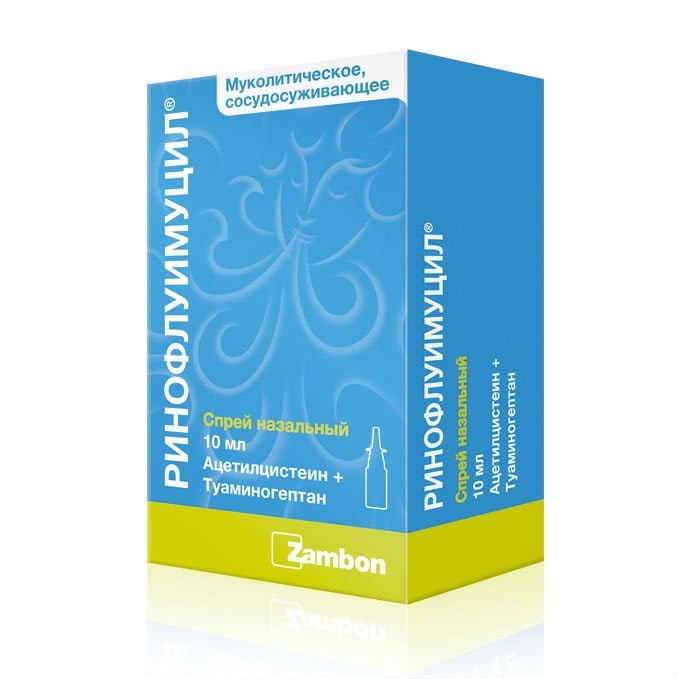 Муколитическое,
сосудосуживающее
РИНОФЛУИМУЦИЛ®
Спрей назальный
10 мл
Ацетилцистеин +
Туаминогептан
Zambon
РИНОФЛУИМУЦИЛ®
Спрей назальный
10 мл
Ацетилцистеин +
Туаминогептан